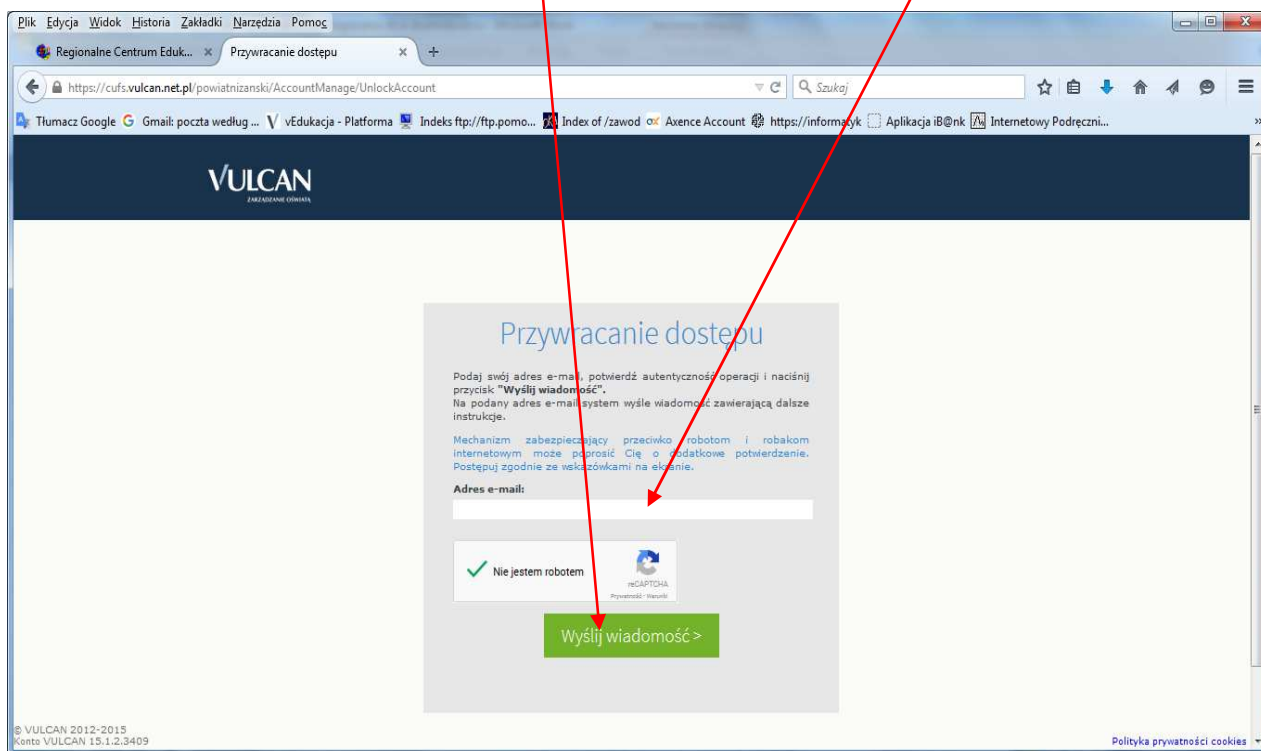 Plik Edycja Widok Historia Zakładki Narzędzia Pomoc
Regionalne Centrum Eduk... × Przywracanie dostępu × +
https://cufs.vulcan.net.pl/powiatnizanski/AccountManage/UnlockAccount Szukaj
Tłumacz Google Gmail: poczta według ... vEdukacja - Platforma Indeks ftp://ftp.pomo... Index of /zawod Axence Account https://informatyk Aplikacja iB@nk Internetowy Podręczni... »
VULCAN
ZARZĄDZANIE OŚWIATĄ
Przywracanie dostępu
Podaj swój adres e-mail, potwierdź autentyczność operacji i naciśnij
przycisk "Wyślij wiadomość".
Na podany adres e-mail system wyśle wiadomość zawierającą dalsze
instrukcje.
Mechanizm zabezpieczający przeciwko robotom i robakom
internetowym może poprosić Cię o dodatkowe potwierdzenie.
Postępuj zgodnie ze wskazówkami na ekranie.
Adres e-mail:
Nie jestem robotem
reCAPTCHA
Prywatność - Warunki
Wyślij wiadomość >
© VULCAN 2012-2015
Konto VULCAN 15.1.2.3409
Polityka prywatności cookies